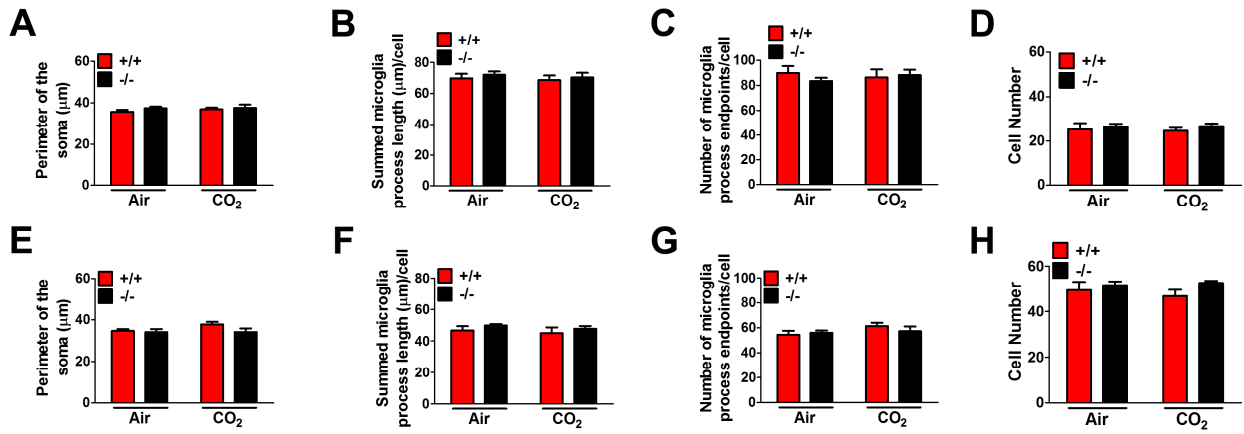 A
Perimeter of the
soma (μm)
60
40
20
0
+/+
-/-
Air
CO2
B
Summed microglia
process length (μm)/cell
80
60
40
20
0
+/+
-/-
Air
CO2
C
Number of microglia
process endpoints/cell
100
80
60
40
20
0
+/+
-/-
Air
CO2
D
Cell Number
60
40
20
0
+/+
-/-
Air
CO2
E
Perimeter of the
soma (μm)
60
40
20
0
+/+
-/-
Air
CO2
F
Summed microglia
process length (μm)/cell
80
60
40
20
0
+/+
-/-
Air
CO2
G
Number of microglia
process endpoints/cell
100
80
60
40
20
0
+/+
-/-
Air
CO2
H
Cell Number
60
40
20
0
+/+
-/-
Air
CO2